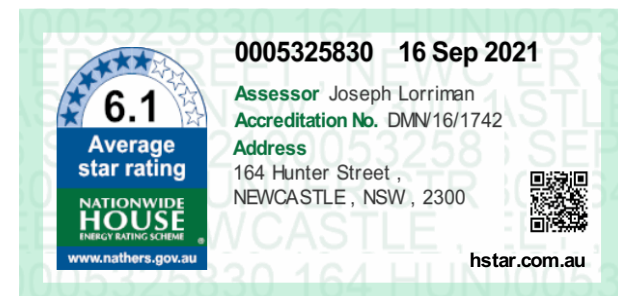 6.1
Average
star rating
NATIONWIDE
HOUSE
ENERGY RATING SCHEME
www.nathers.gov.au
0005325830 16 Sep 2021
Assessor Joseph Lorriman
Accreditation No. DMN/16/1742
Address
164 Hunter Street ,
NEWCASTLE , NSW , 2300
hstar.com.au